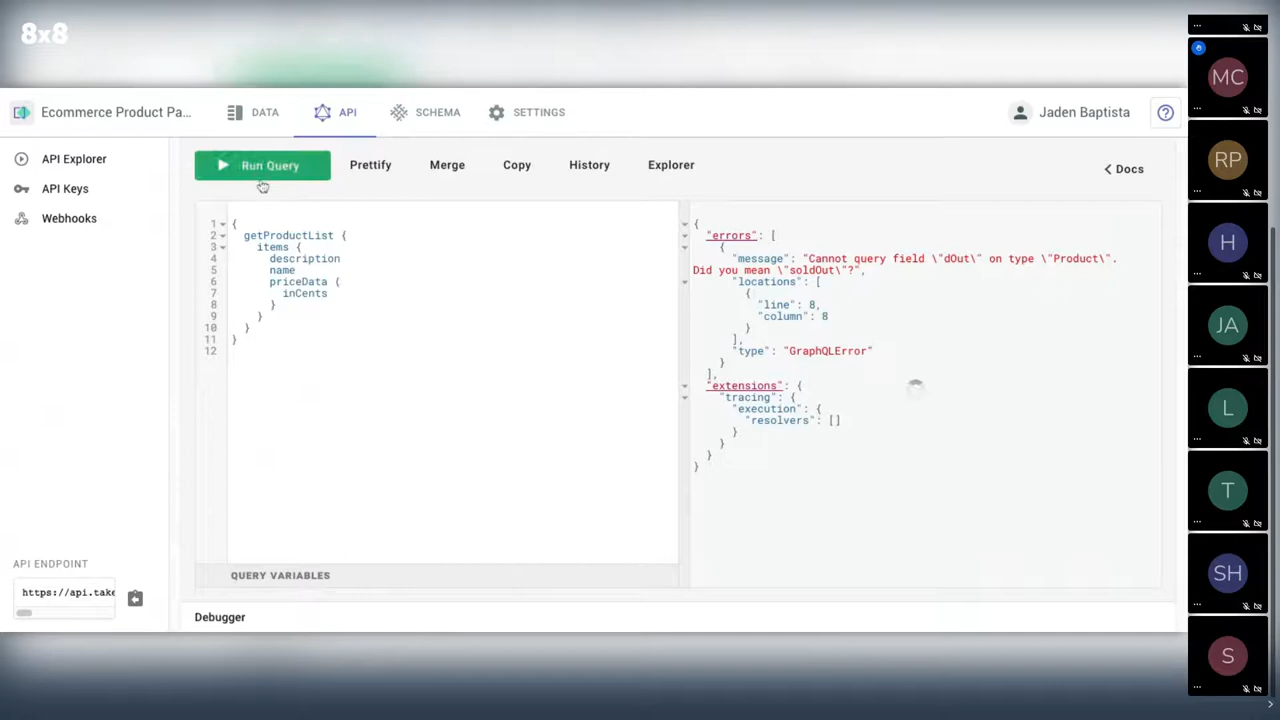 8x8
Ecommerce Product Pa...
DATA
API
SCHEMA
SETTINGS
Jaden Baptista
API Explorer
API Keys
Webhooks
Run Query
Prettify
Merge
Copy
History
Explorer
Docs
1 {
2 getProductList {
3 items {
4 description
5 name
6 priceData {
7 inCents
8 }
9 }
10 }
11 }
12
{
"errors": [
{
"message": "Cannot query field \"dOut\" on type \"Product\".
Did you mean \"soldOut\"?",
"locations": [
{
"line": 8,
"column": 8
}
],
"type": "GraphQLError"
}
],
"extensions": {
"tracing": {
"execution": {
"resolvers": []
}
}
}
}
QUERY VARIABLES
Debugger
API ENDPOINT
https://api.take
MC
RP
H
JA
L
T
SH
S